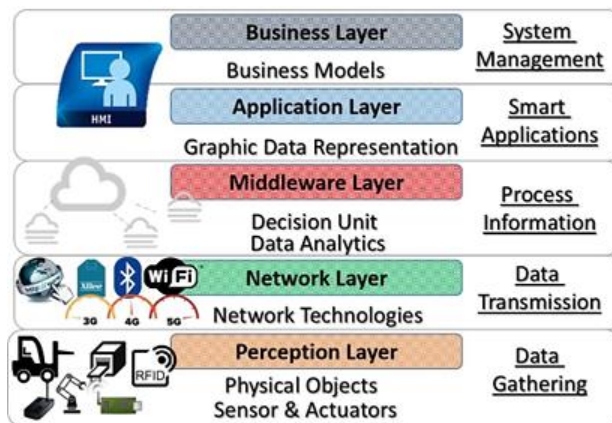 Business Layer
Business Models
System
Management
HMI
Application Layer
Graphic Data Representation
Smart
Applications
Middleware Layer
Decision Unit
Data Analytics
Process
Information
Network Layer
WiFi
3G 4G 5G
Network Technologies
Data
Transmission
Perception Layer
RFID
Physical Objects
Sensor & Actuators
Data
Gathering